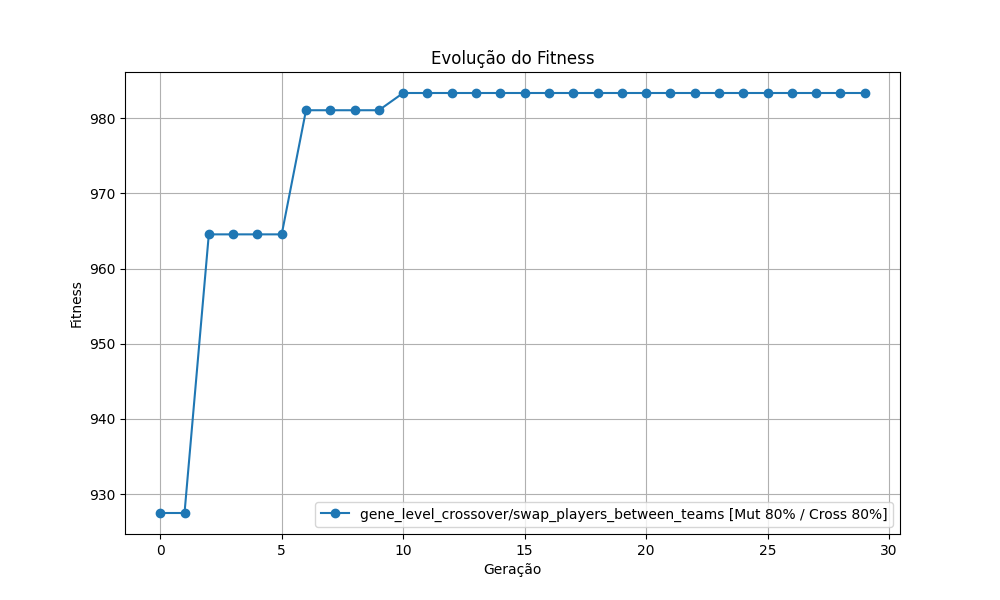 Evolução do Fitness
Fitness
980
970
960
950
940
930
gene_level_crossover/swap_players_between_teams [Mut 80% / Cross 80%]
0 5 10 15 20 25 30
Geração